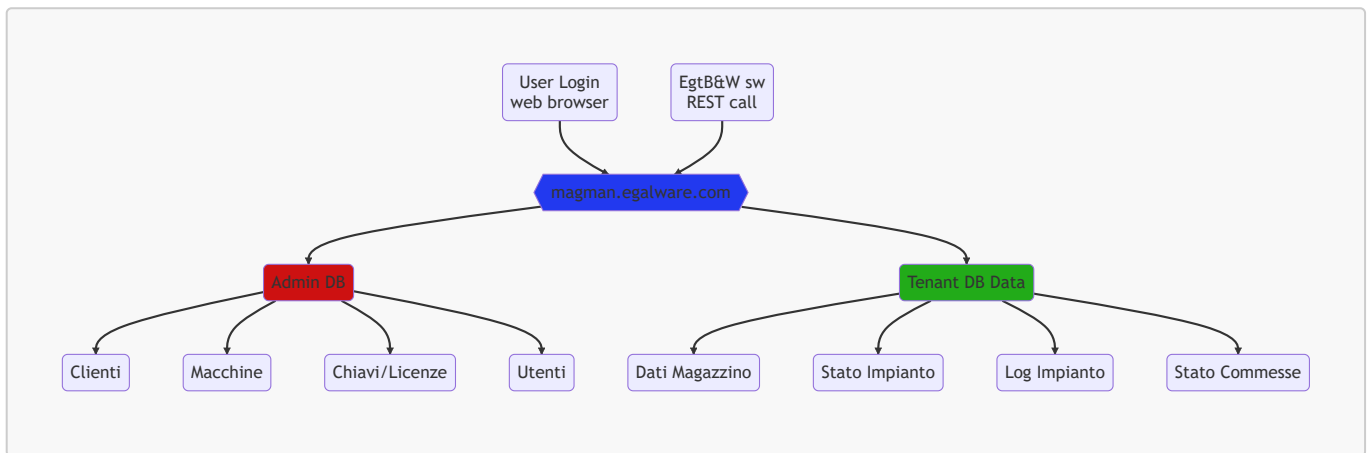 User Login
web browser
EgtB&W sw
REST call
magman.egalware.com
Admin DB
Tenant DB Data
Clienti
Macchine
Chiavi/Licenze
Utenti
Dati Magazzino
Stato Impianto
Log Impianto
Stato Commesse